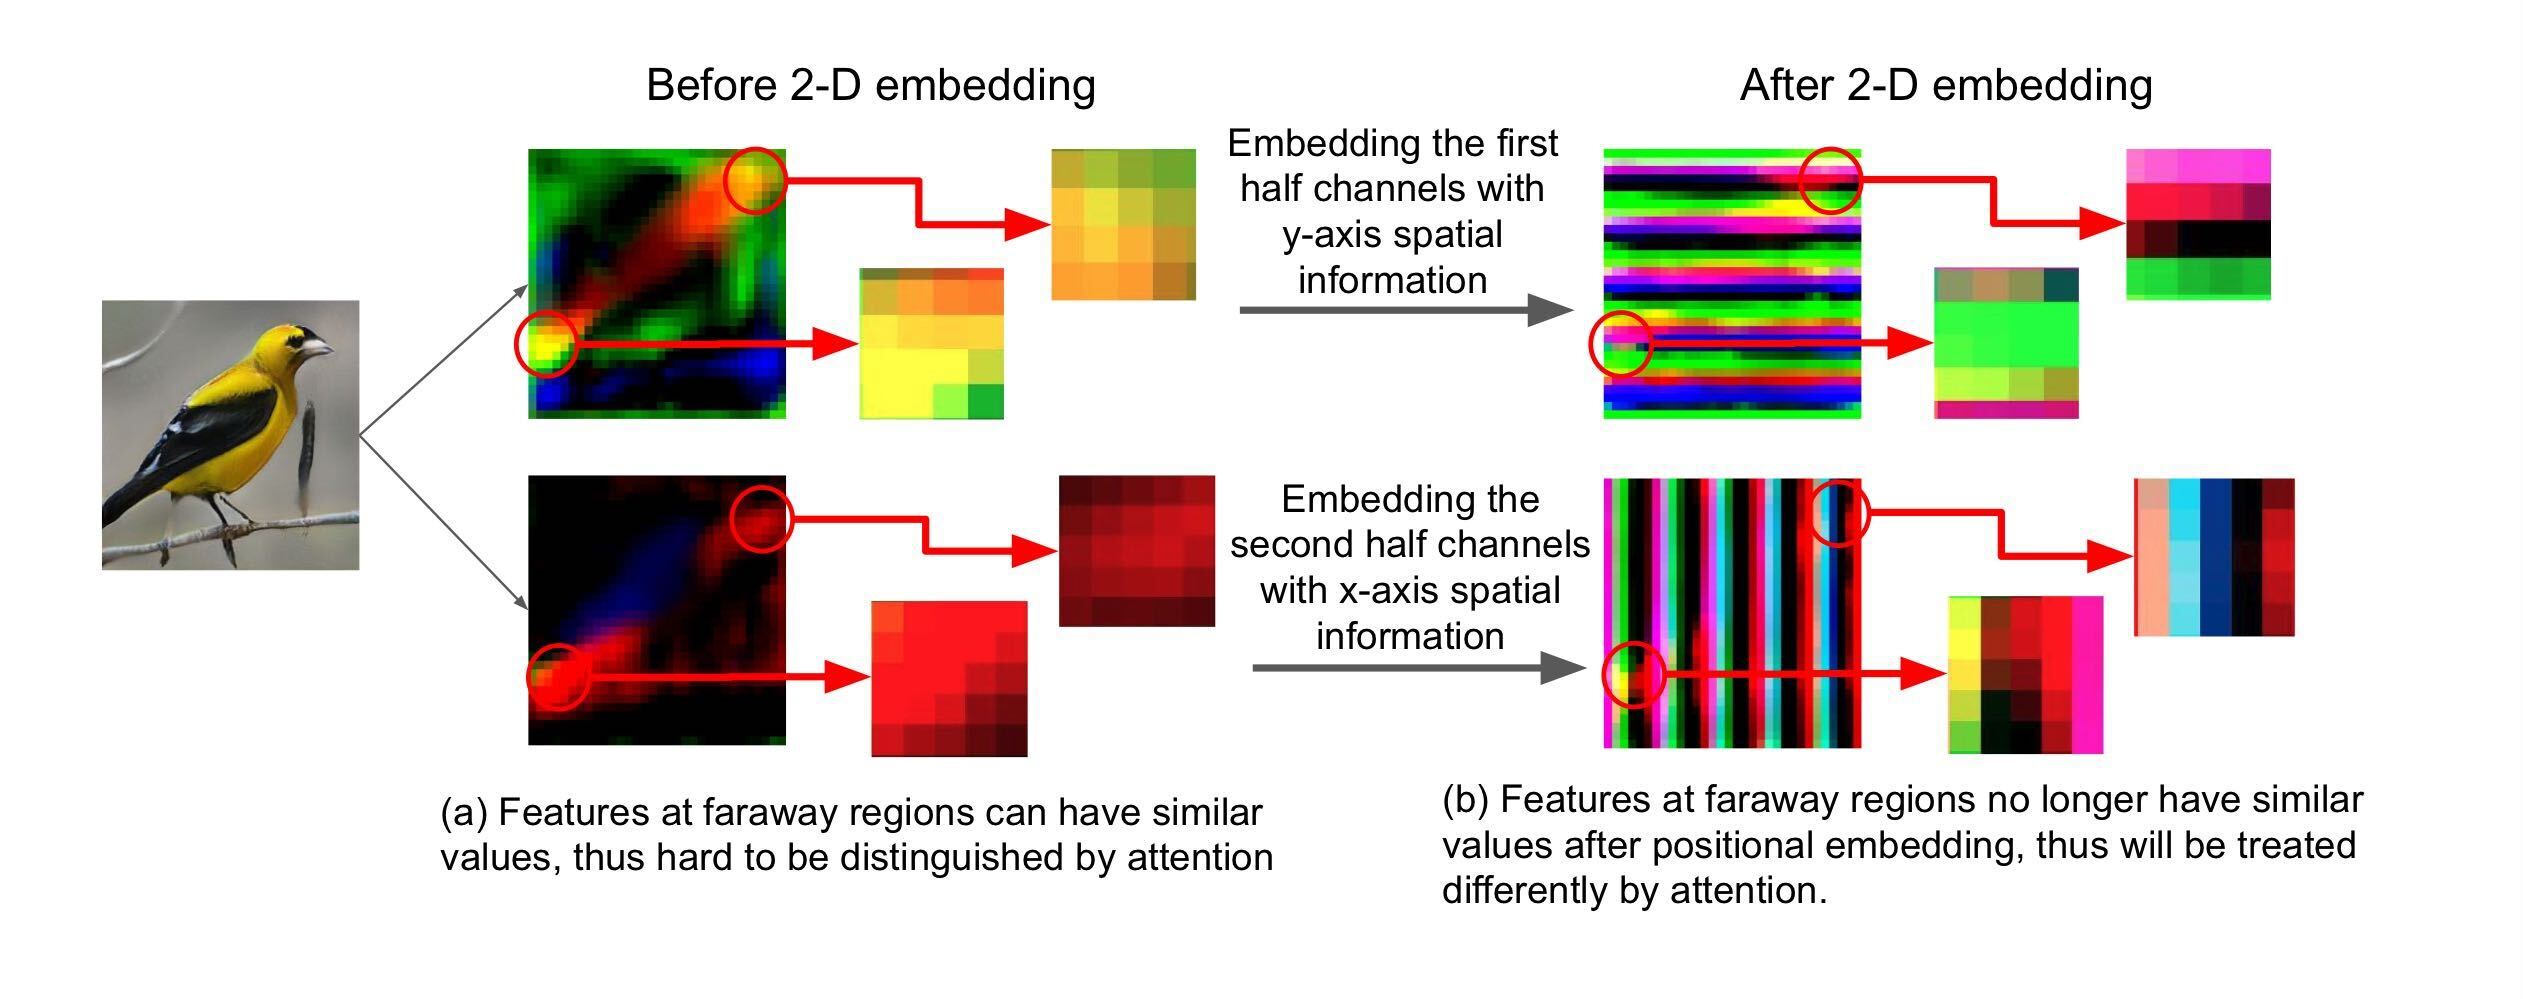 Before 2-D embedding
After 2-D embedding
Embedding the first
half channels with
y-axis spatial
information
Embedding the
second half channels
with x-axis spatial
information
(a) Features at faraway regions can have similar
values, thus hard to be distinguished by attention
(b) Features at faraway regions no longer have similar
values after positional embedding, thus will be treated
differently by attention.